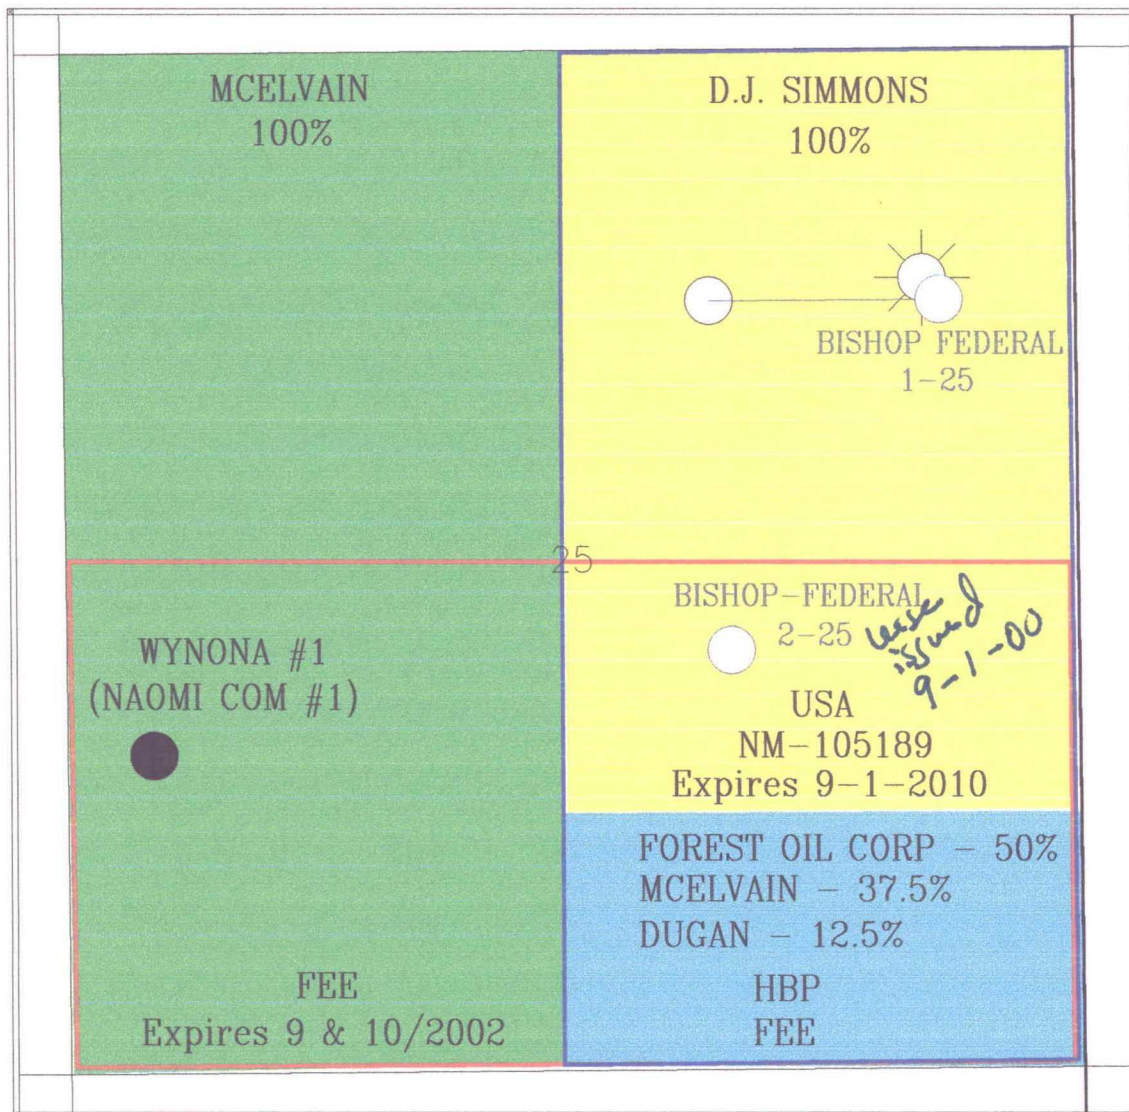 MCELVAIN
100%
D.J. SIMMONS
100%
BISHOP FEDERAL
1-25
25
BISHOP-FEDERAL
2-25
lease
issued
9-1-00
WYNONA #1
(NAOMI COM #1)
USA
NM-105189
Expires 9-1-2010
FOREST OIL CORP - 50%
MCELVAIN - 37.5%
DUGAN - 12.5%
FEE
Expires 9 & 10/2002
HBP
FEE